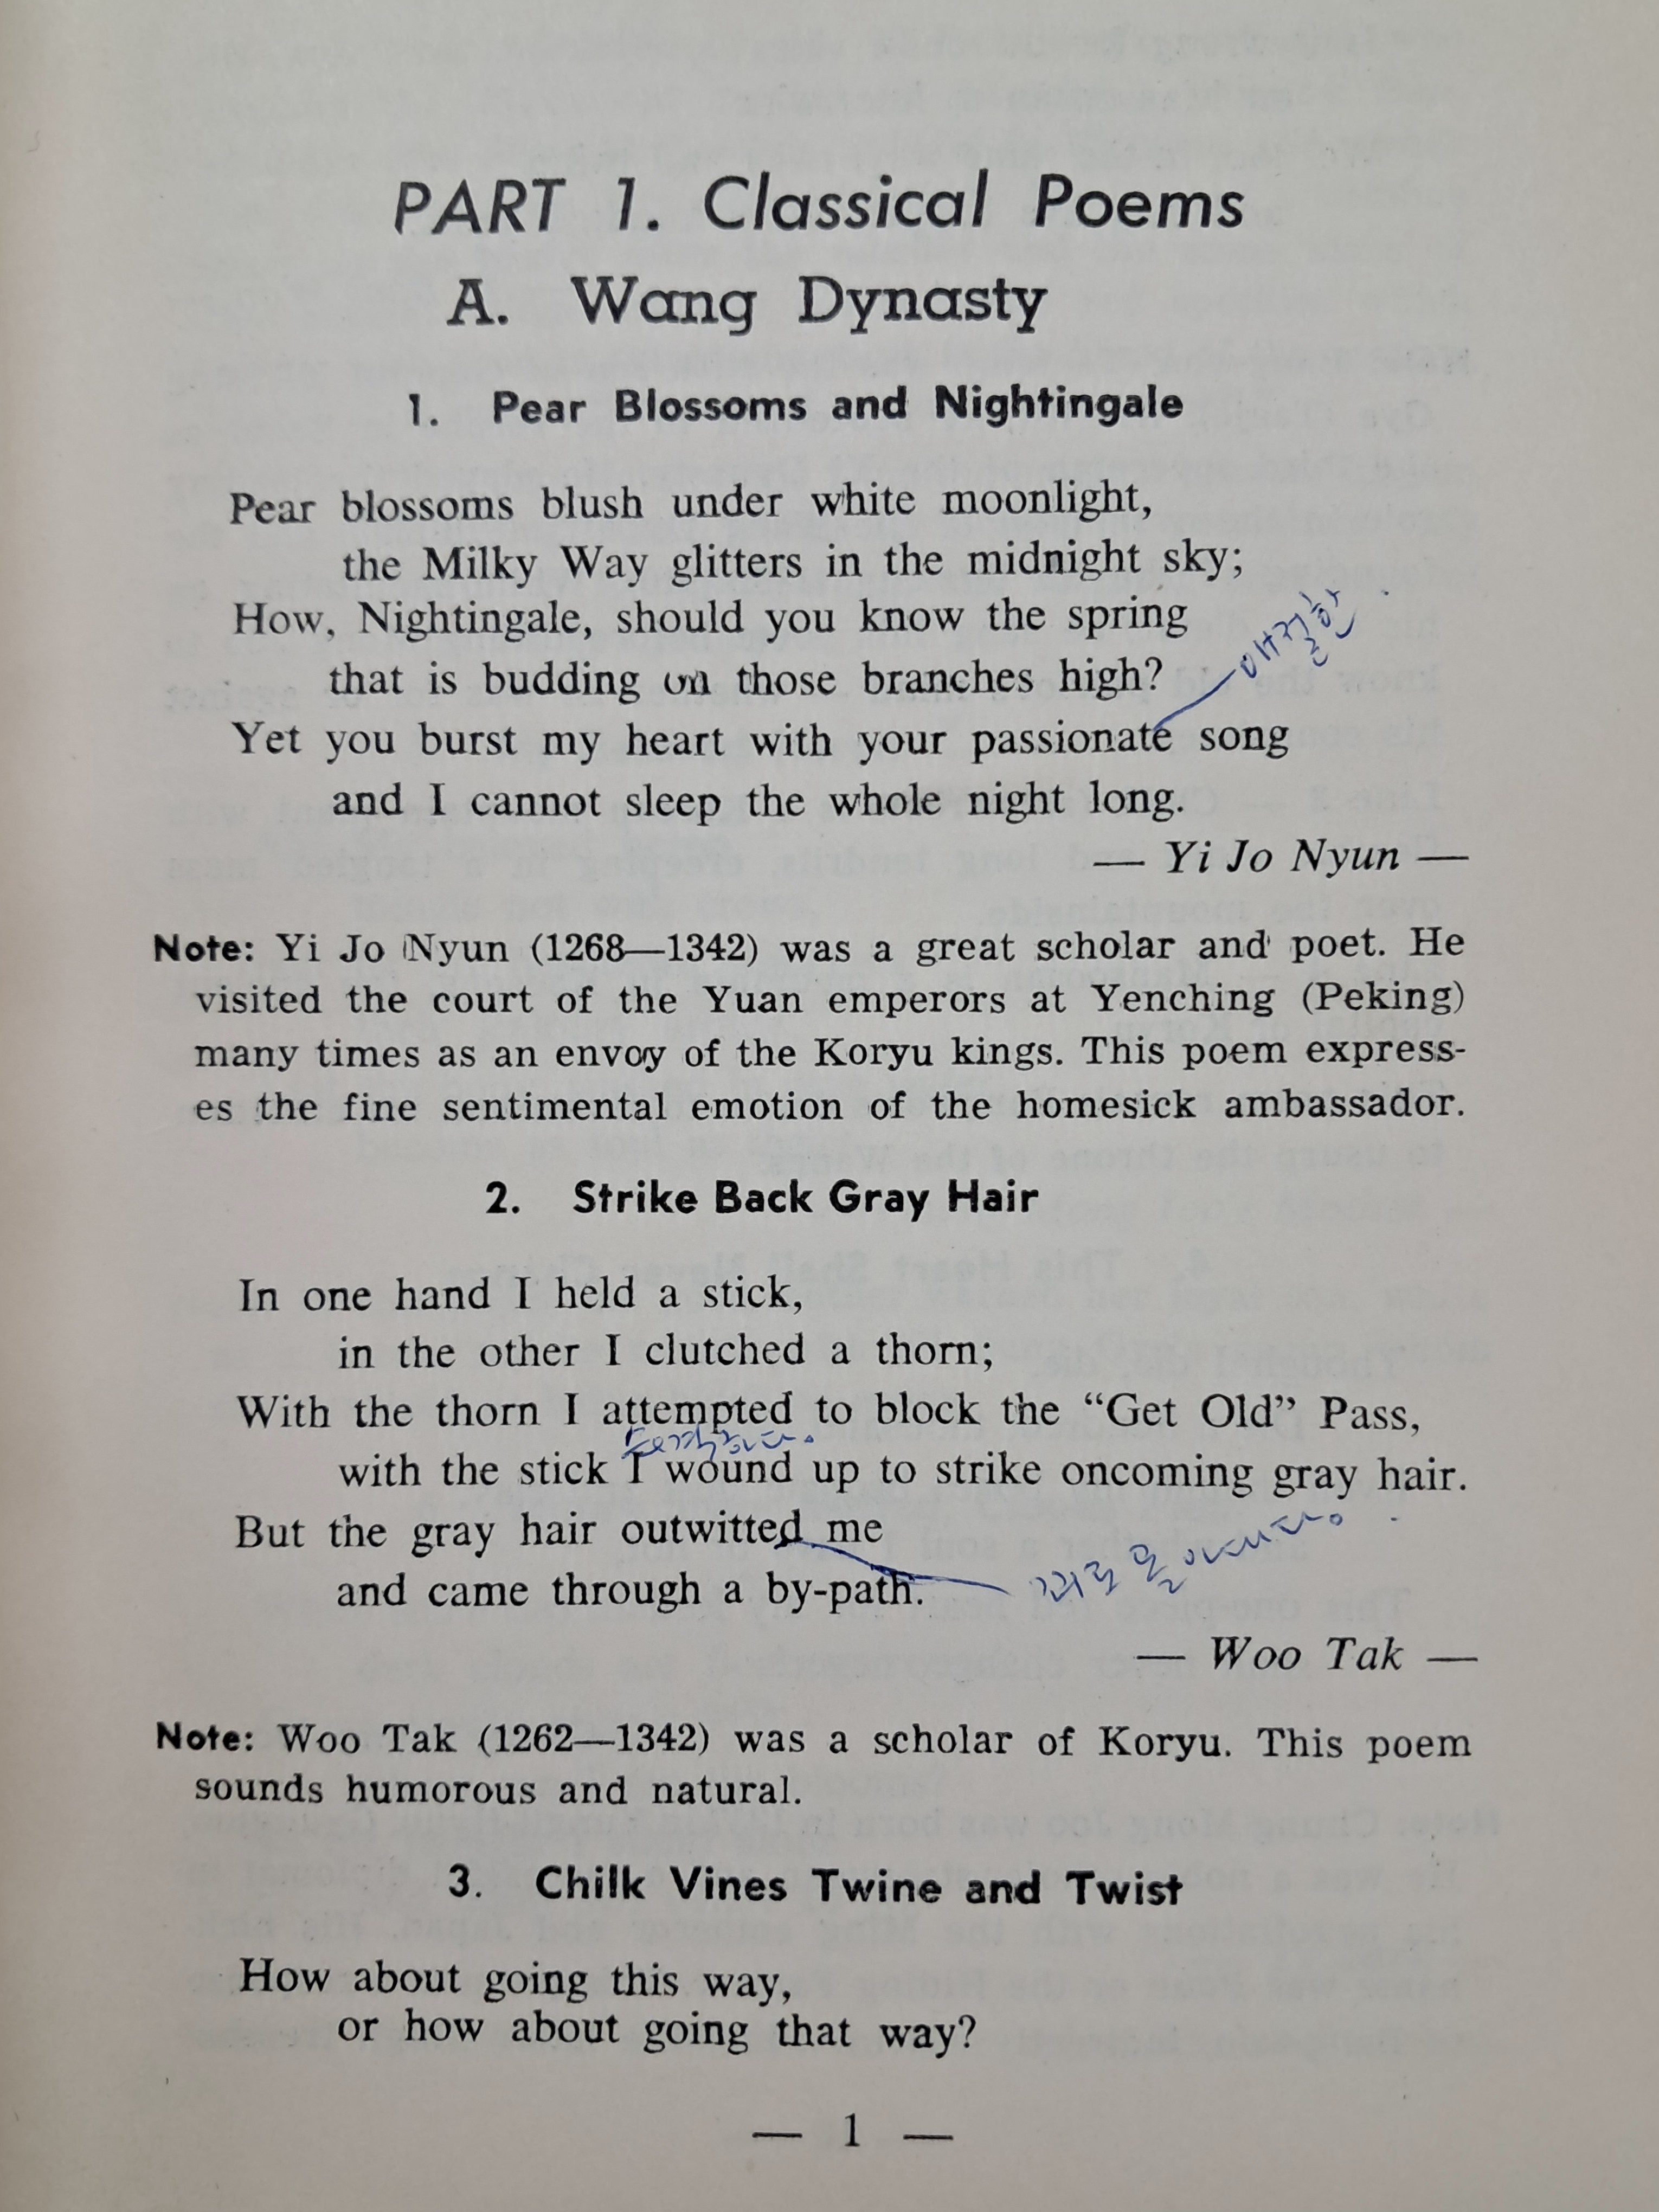 PART 1. Classical Poems
A. Wang Dynasty
1. Pear Blossoms and Nightingale
Pear blossoms blush under white moonlight,
the Milky Way glitters in the midnight sky;
How, Nightingale, should you know the spring
애절한
that is budding on those branches high?
Yet you burst my heart with your passionate song
and I cannot sleep the whole night long.
— Yi Jo Nyun —
Note: Yi Jo Nyun (1268—1342) was a great scholar and poet. He
visited the court of the Yuan emperors at Yenching (Peking)
many times as an envoy of the Koryu kings. This poem express-
es the fine sentimental emotion of the homesick ambassador.
2. Strike Back Gray Hair
In one hand I held a stick,
in the other I clutched a thorn;
With the thorn I attempted to block the “Get Old” Pass,
with the stick I wound up to strike oncoming gray hair.
But the gray hair outwitted me
꾀로
and came through a by-path.
— Woo Tak —
Note: Woo Tak (1262—1342) was a scholar of Koryu. This poem
sounds humorous and natural.
3. Chilk Vines Twine and Twist
How about going this way,
or how about going that way?
— 1 —